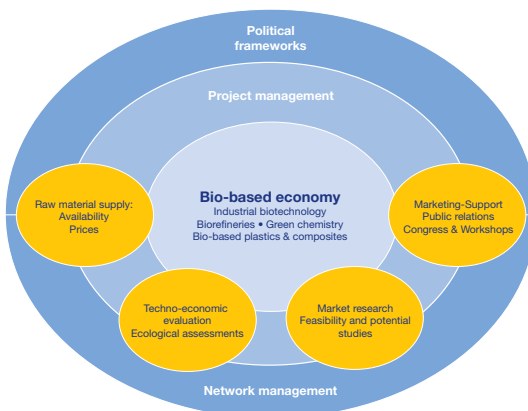 Political
frameworks
Project management
Bio-based economy
Industrial biotechnology
Biorefineries • Green chemistry
Bio-based plastics & composites
Raw material supply:
Availability
Prices
Marketing-Support
Public relations
Congress & Workshops
Techno-economic
evaluation
Ecological assessments
Market research
Feasibility and potential
studies
Network management